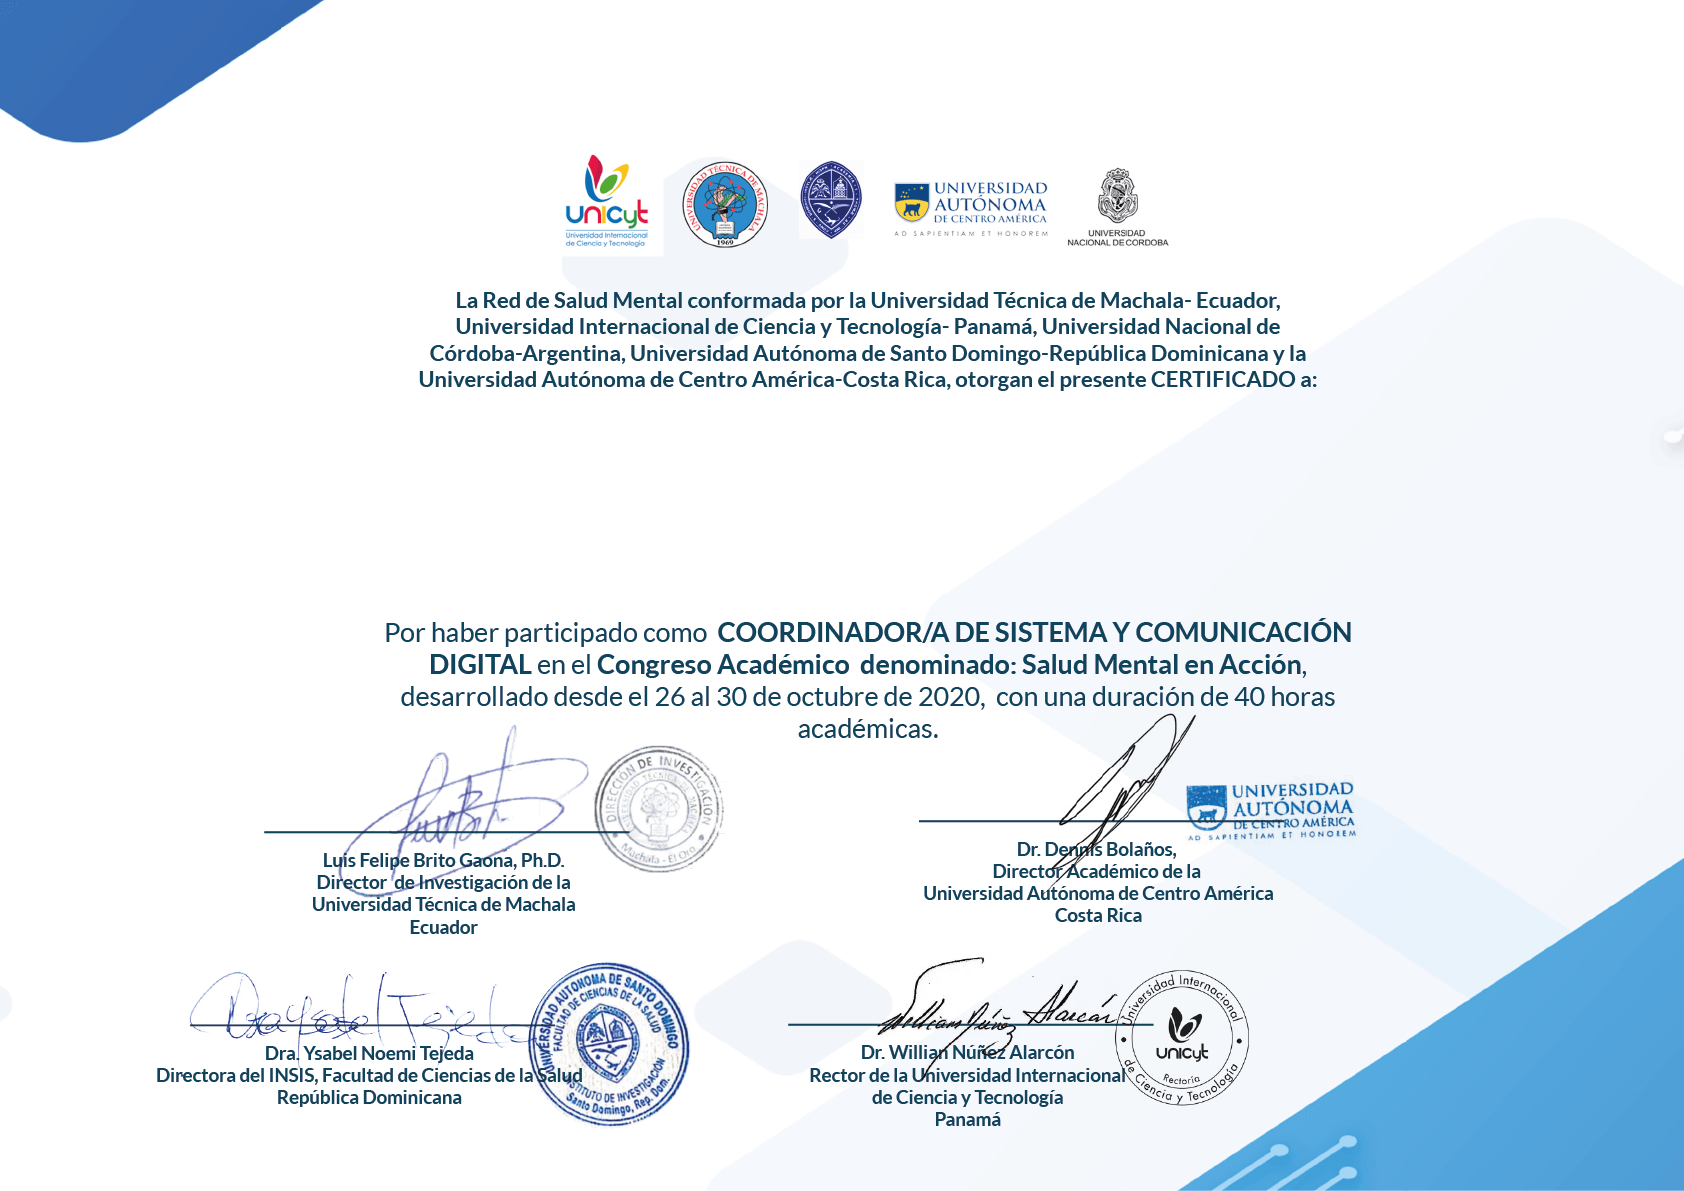 unicyt
Universidad Internacional
de Ciencia y Tecnología
UNIVERSIDAD TÉCNICA DE MACHALA
1969
UNIVERSIDAD
AUTÓNOMA
DE CENTRO AMÉRICA
AD SAPIENTIAM ET HONOREM
UNIVERSIDAD
NACIONAL DE CÓRDOBA
La Red de Salud Mental conformada por la Universidad Técnica de Machala- Ecuador,
Universidad Internacional de Ciencia y Tecnología- Panamá, Universidad Nacional de
Córdoba-Argentina, Universidad Autónoma de Santo Domingo-República Dominicana y la
Universidad Autónoma de Centro América-Costa Rica, otorgan el presente CERTIFICADO a:
Por haber participado como COORDINADOR/A DE SISTEMA Y COMUNICACIÓN
DIGITAL en el Congreso Académico denominado: Salud Mental en Acción,
desarrollado desde el 26 al 30 de octubre de 2020, con una duración de 40 horas
académicas.
DIRECCIÓN DE INVESTIGACIÓN
UNIVERSIDAD TÉCNICA DE MACHALA
Machala - El Oro
Luis Felipe Brito Gaona, Ph.D.
Director de Investigación de la
Universidad Técnica de Machala
Ecuador
UNIVERSIDAD
AUTÓNOMA
DE CENTRO AMÉRICA
AD SAPIENTIAM ET HONOREM
Dr. Dennis Bolaños,
Director Académico de la
Universidad Autónoma de Centro América
Costa Rica
Dra Ysabel Tejeda
UNIVERSIDAD AUTONOMA DE SANTO DOMINGO
FACULTAD DE CIENCIAS DE LA SALUD
INSTITUTO DE INVESTIGACIÓN
Santo Domingo, Rep. Dom.
Dra. Ysabel Noemi Tejeda
Directora del INSIS, Facultad de Ciencias de la Salud
República Dominicana
Willian Núñez Alarcón
Universidad Internacional
de Ciencia y Tecnología
unicyt
Rectoría
Dr. Willian Núñez Alarcón
Rector de la Universidad Internacional
de Ciencia y Tecnología
Panamá